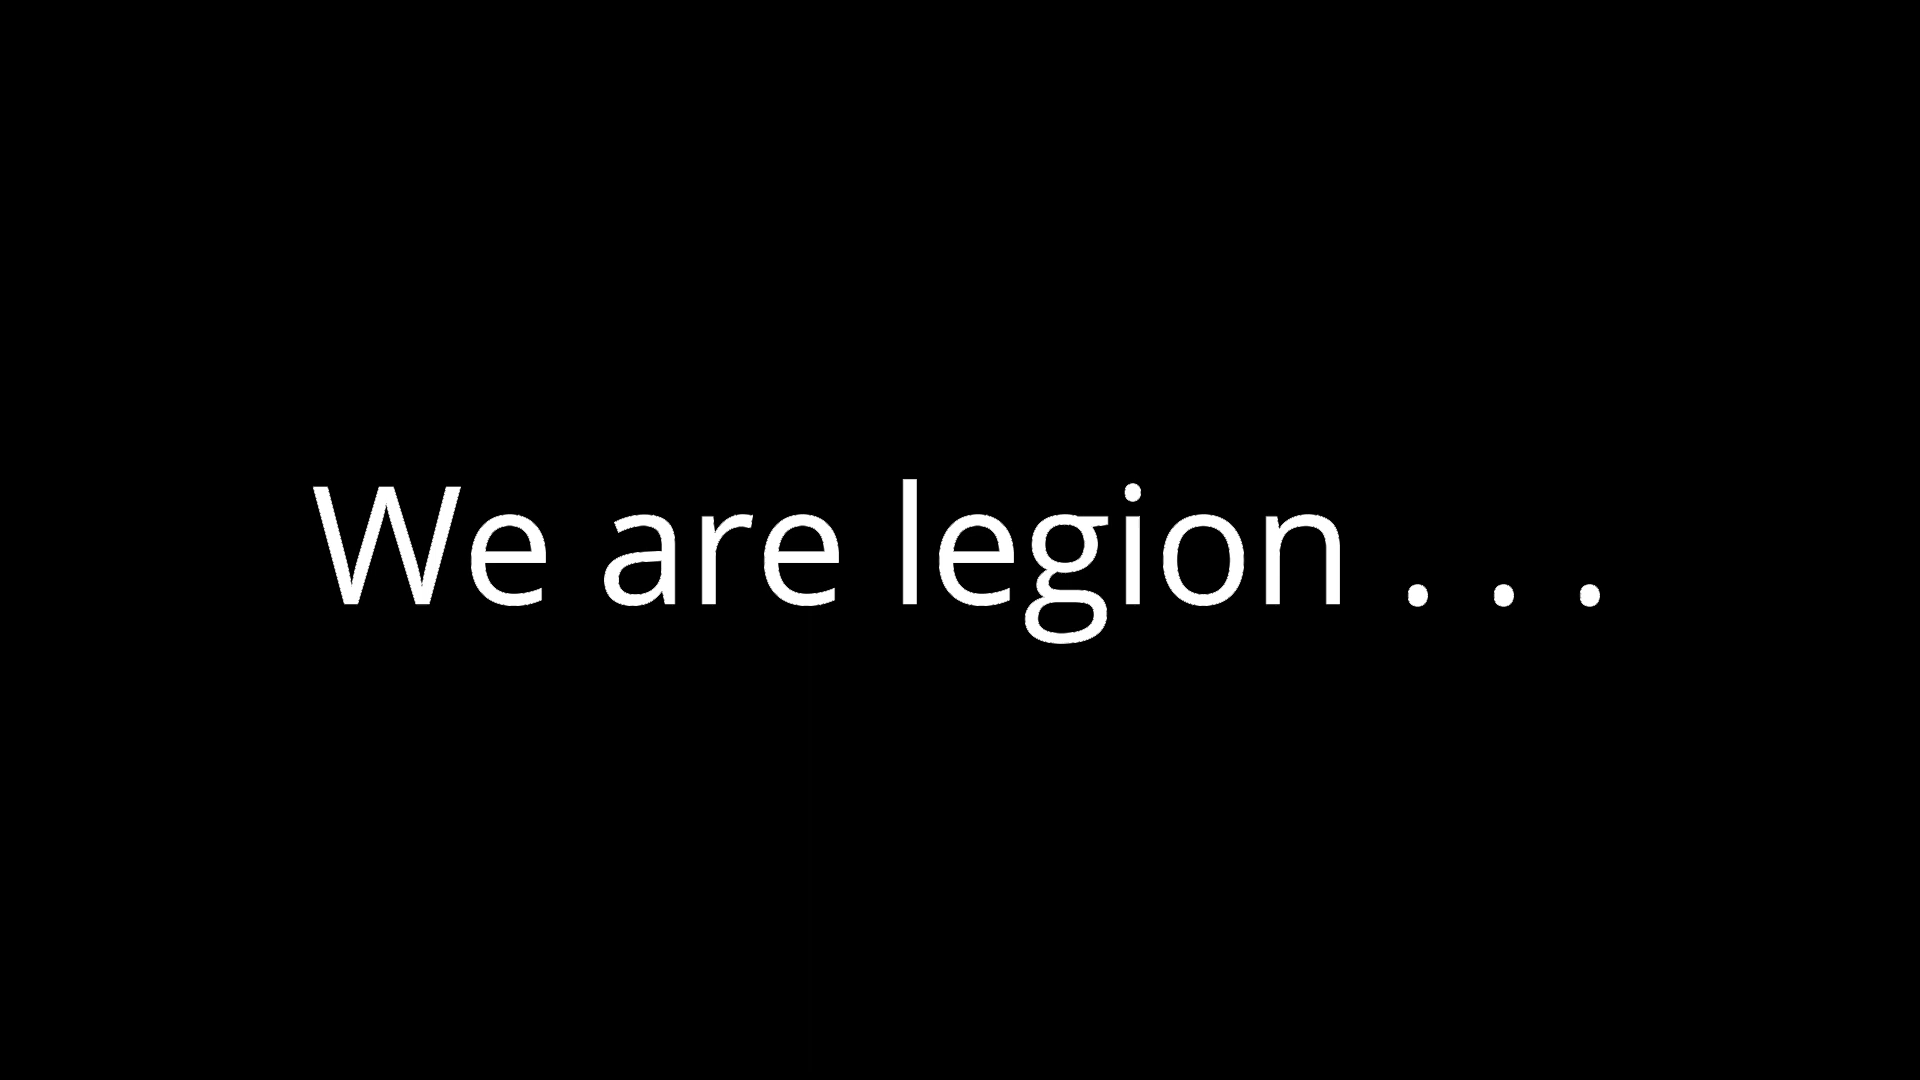 We are legion . . .